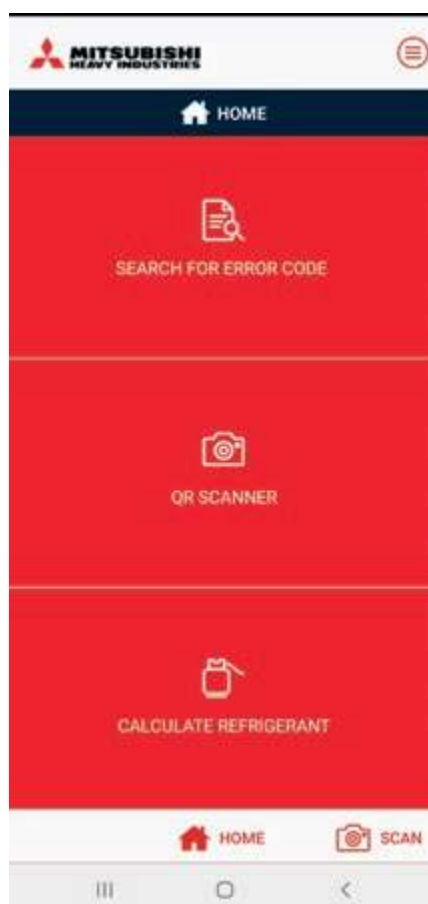 MITSUBISHI
HEAVY INDUSTRIES
HOME
SEARCH FOR ERROR CODE
QR SCANNER
CALCULATE REFRIGERANT
HOME
SCAN